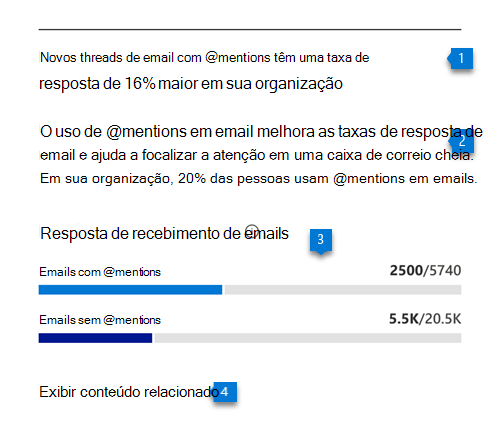 Novos threads de email com @mentions têm uma taxa de
1
resposta de 16% maior em sua organização
O uso de @mentions em email melhora as taxas de resposta de
2
email e ajuda a focalizar a atenção em uma caixa de correio cheia.
Em sua organização, 20% das pessoas usam @mentions em emails.
Resposta de recebimento de emails
3
Emails com @mentions
2500/5740
Emails sem @mentions
5.5K/20.5K
Exibir conteúdo relacionado
4